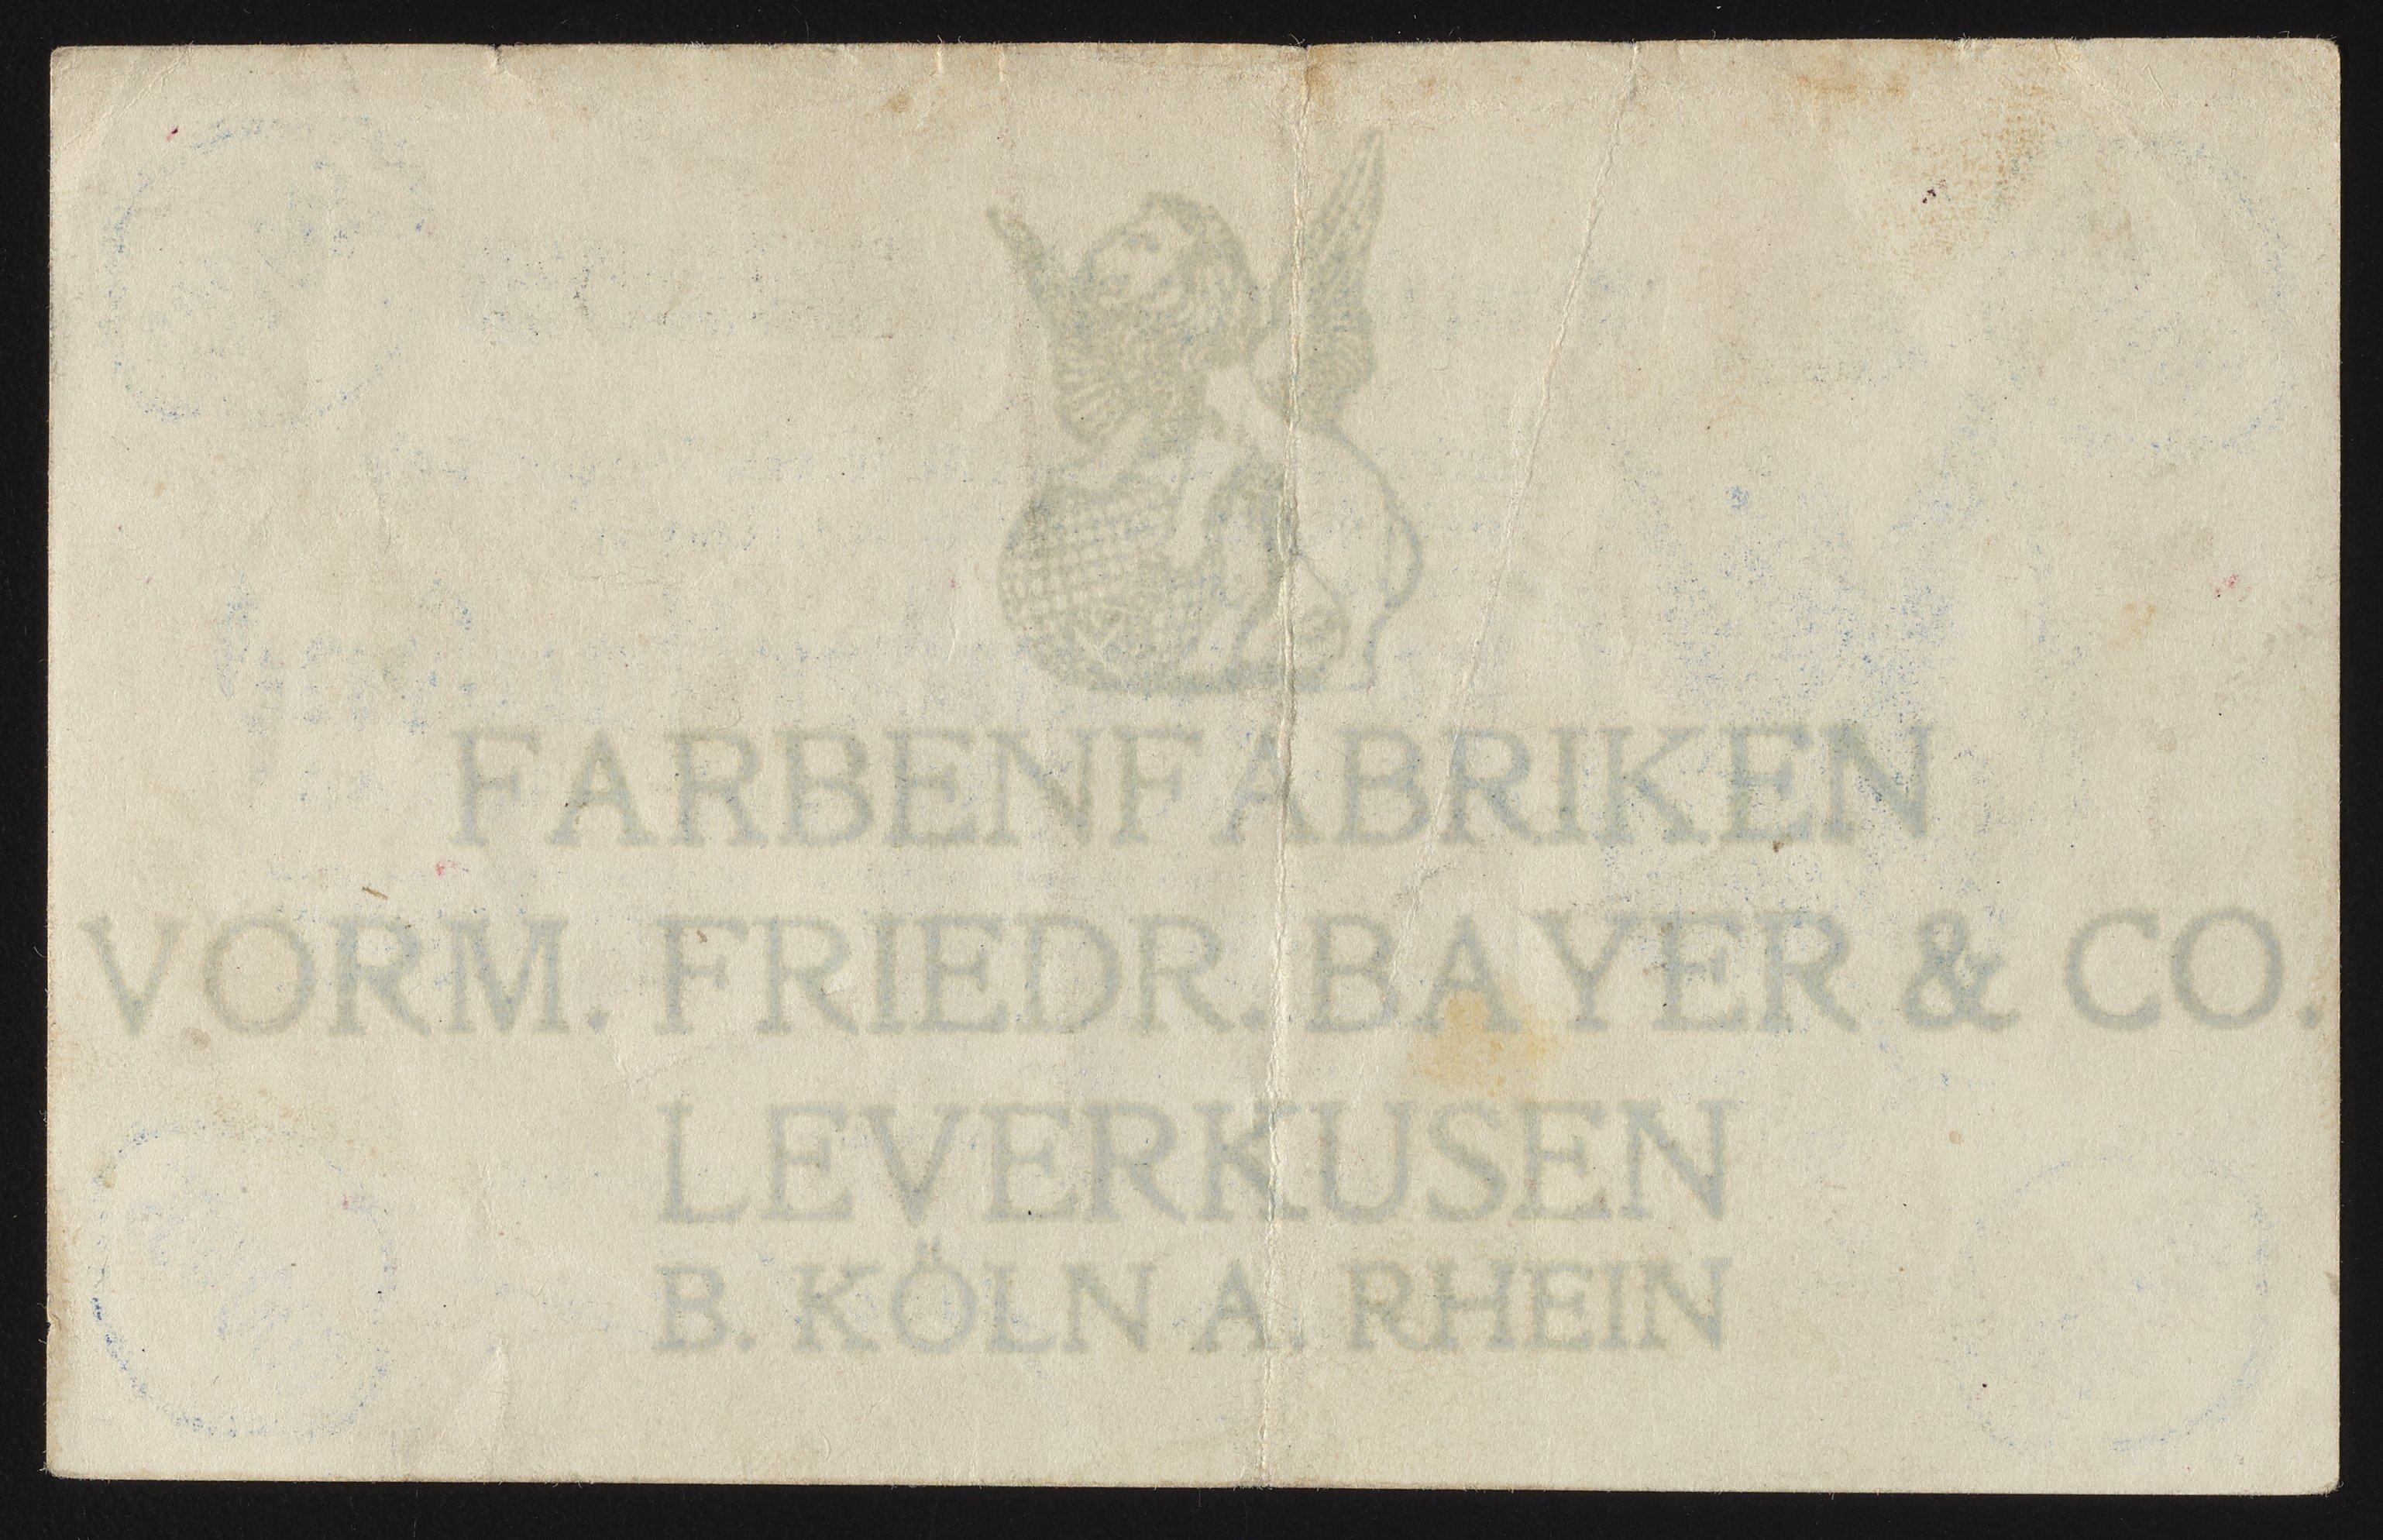 FARBENFABRIKEN
VORM. FRIEDR. BAYER & CO.
LEVERKUSEN
B. KÖLN A. RHEIN